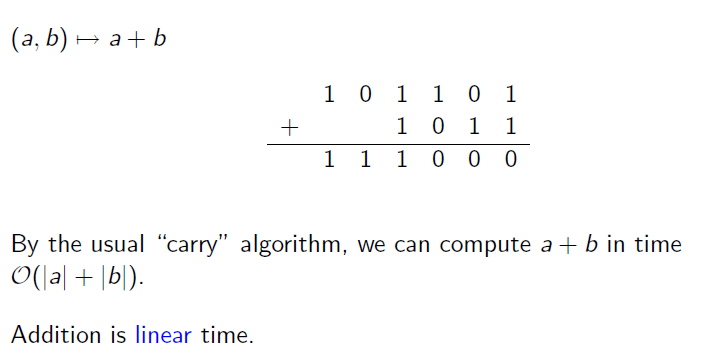 (a, b) ⟼ a + b
1 0 1 1 0 1
+ 1 0 1 1
1 1 1 0 0 0
By the usual “carry” algorithm, we can compute a + b in time
𝒪(|a| + |b|).
Addition is linear time.